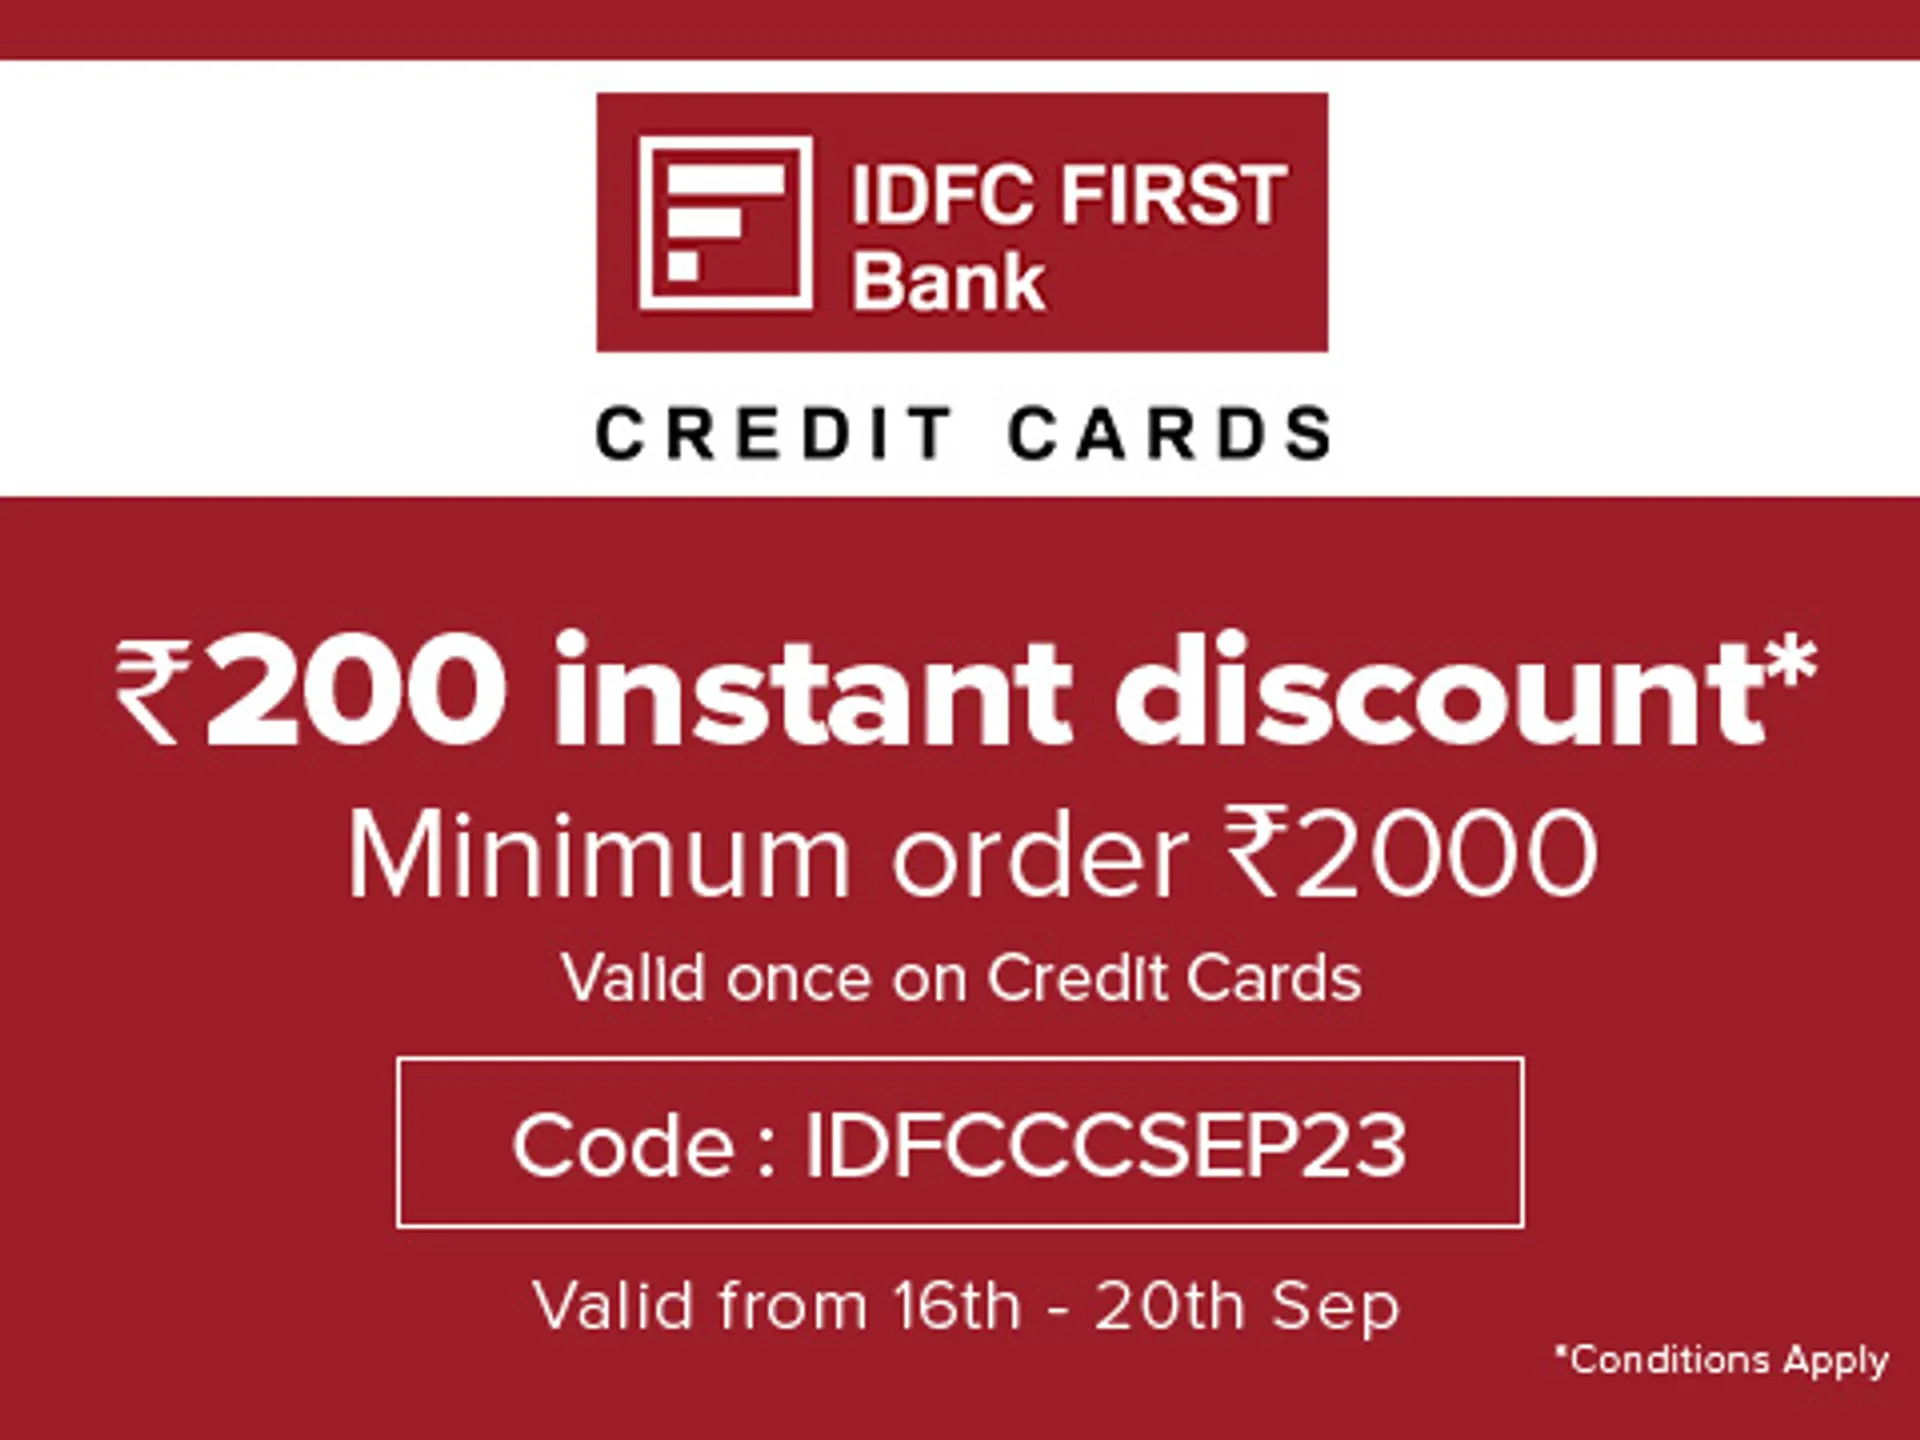 IDFC FIRST
Bank
CREDIT CARDS
₹200 instant discount*
Minimum order ₹2000
Valid once on Credit Cards
Code : IDFCCCSEP23
Valid from 16th - 20th Sep
*Conditions Apply